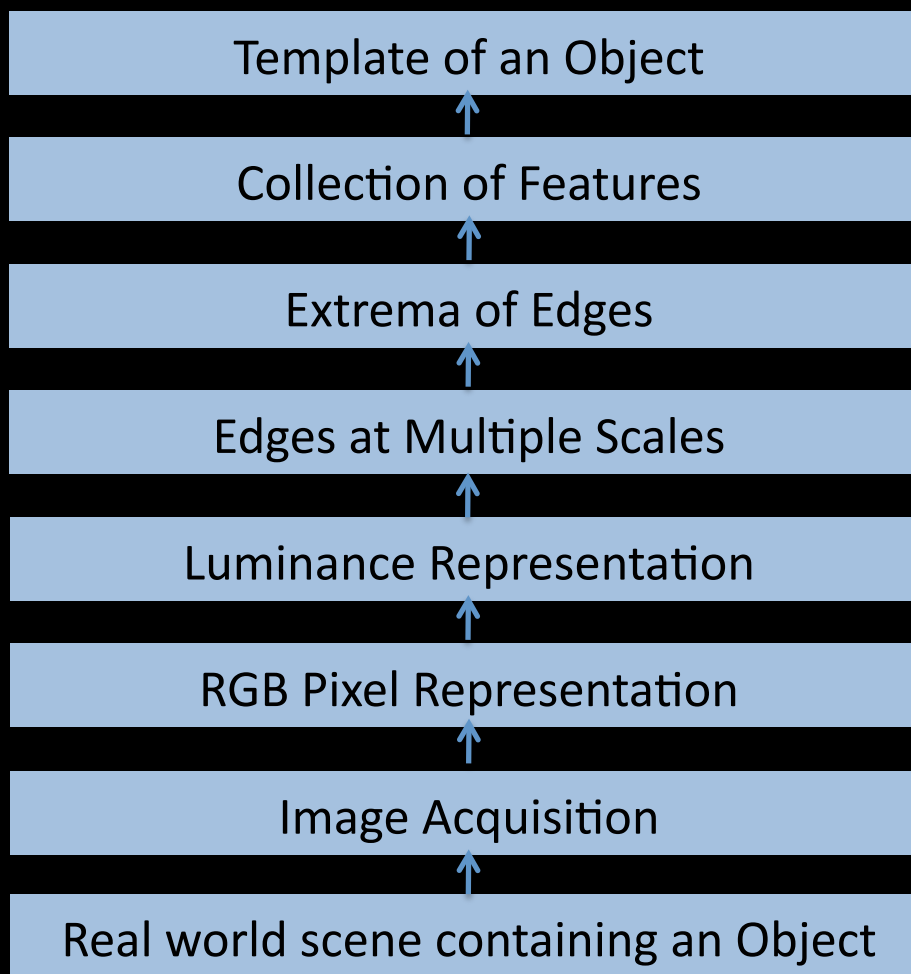 Template of an Object
Collection of Features
Extrema of Edges
Edges at Multiple Scales
Luminance Representation
RGB Pixel Representation
Image Acquisition
Real world scene containing an Object